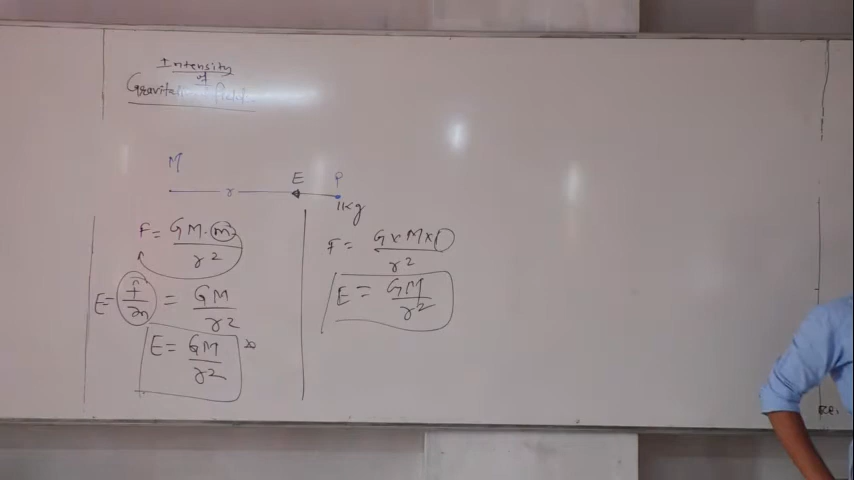 Intensity
of
Gravitational Field
M
r E P
1kg
F = GM.m / r2
E = F/m = GM / r2
E = GM / r2
F = G x M x 1 / r2
E = GM / r2